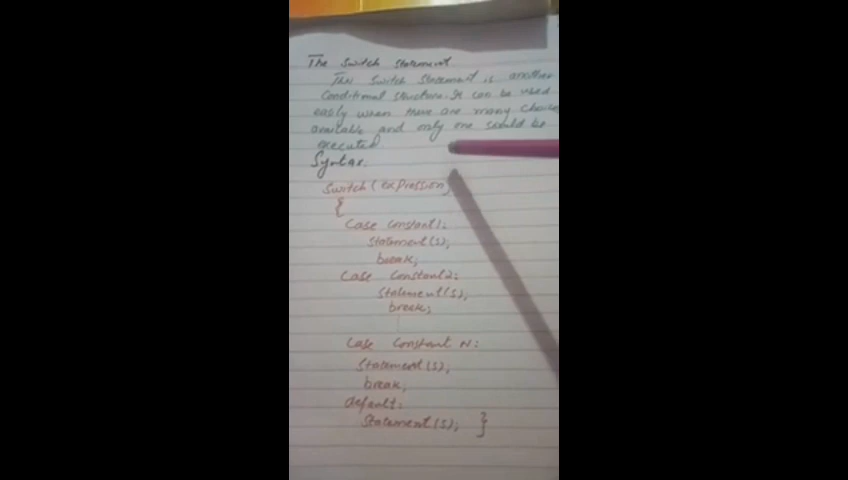 The Switch Statement
The Switch Statement is another
Conditional structure. It can be used
easily when there are many choice
available and only one should be
executed
Syntax.
Switch (expression)
{
Case Constant1:
Statement(s);
break;
Case Constant2:
Statement(s);
break;
Case Constant N:
Statement(s);
break;
default:
Statement(s); }